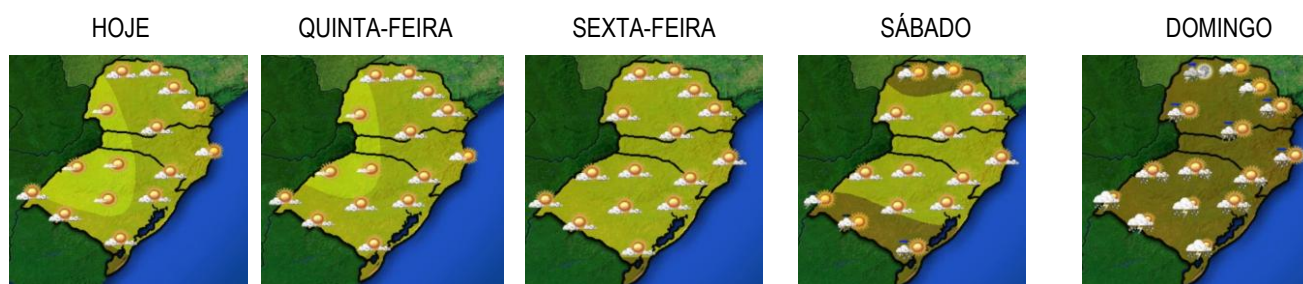 HOJE
QUINTA-FEIRA
SEXTA-FEIRA
SÁBADO
DOMINGO